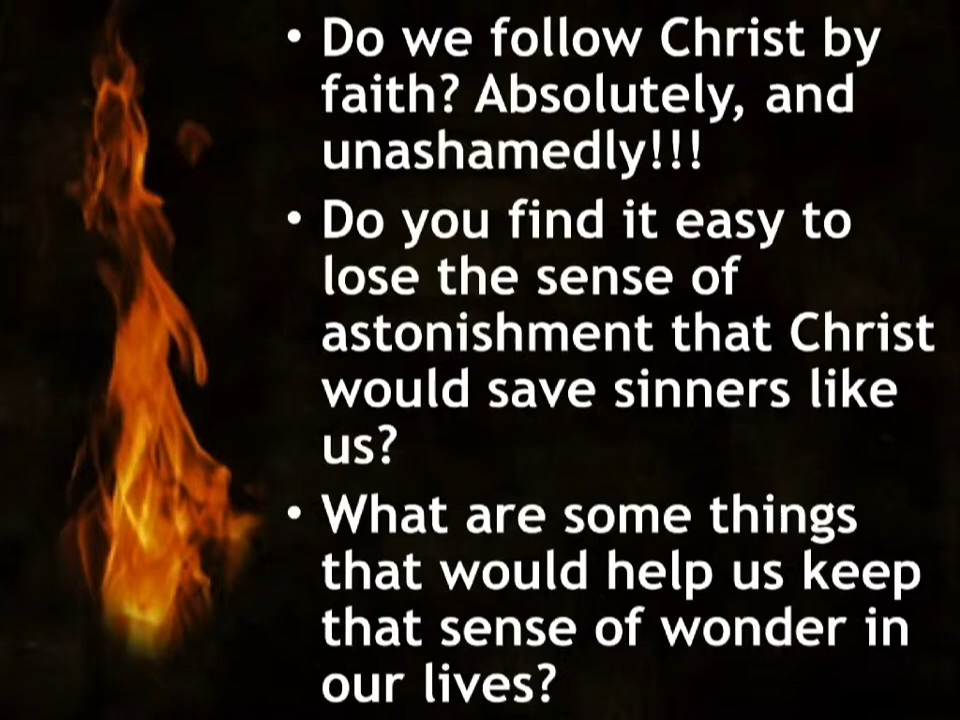 • Do we follow Christ by
faith? Absolutely, and
unashamedly!!!
• Do you find it easy to
lose the sense of
astonishment that Christ
would save sinners like
us?
• What are some things
that would help us keep
that sense of wonder in
our lives?